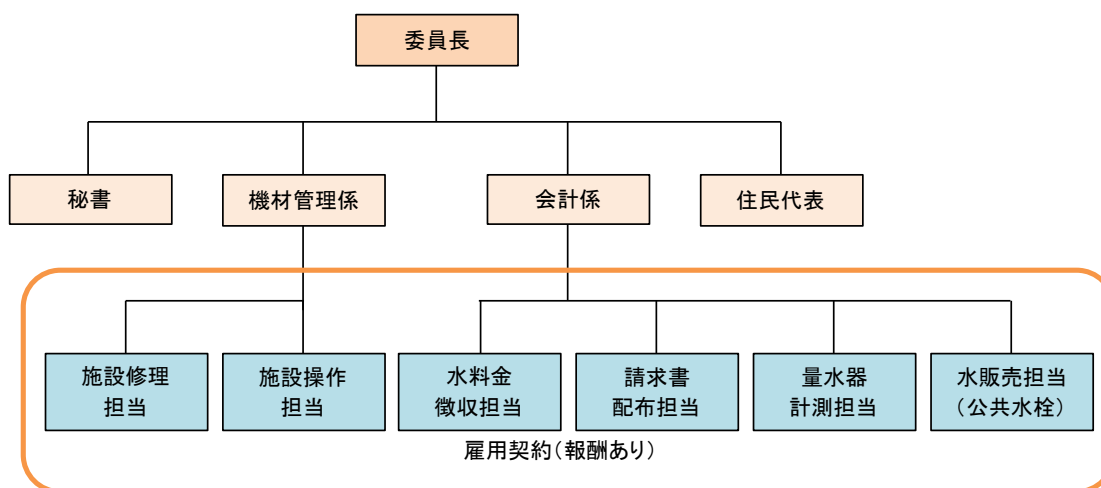 委員長
秘書
機材管理係
会計係
住民代表
施設修理
担当
施設操作
担当
水料金
徴収担当
請求書
配布担当
量水器
計測担当
水販売担当
(公共水栓)
雇用契約(報酬あり)